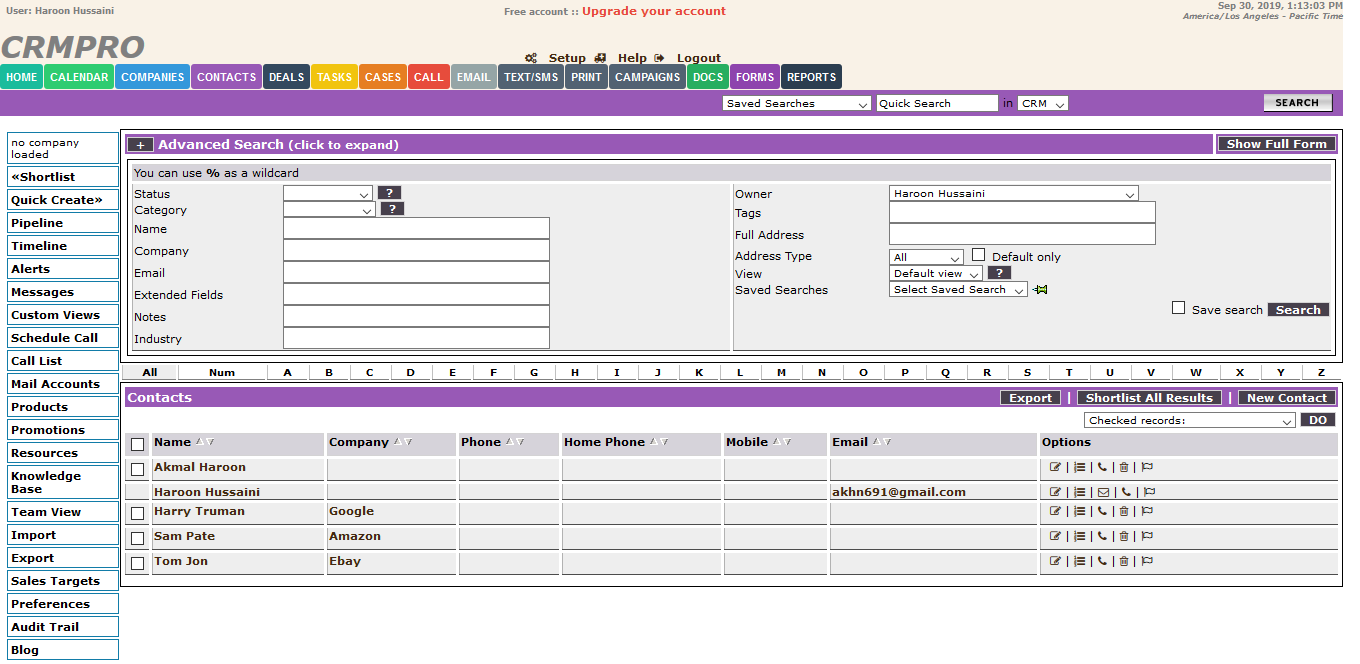 User: Haroon Hussaini
Free account :: Upgrade your account
Sep 30, 2019, 1:13:03 PM
America/Los Angeles - Pacific Time
CRMPRO
Setup Help Logout
HOME CALENDAR COMPANIES CONTACTS DEALS TASKS CASES CALL EMAIL TEXT/SMS PRINT CAMPAIGNS DOCS FORMS REPORTS
Saved Searches Quick Search in CRM SEARCH
no company
loaded
«Shortlist
Quick Create»
Pipeline
Timeline
Alerts
Messages
Custom Views
Schedule Call
Call List
Mail Accounts
Products
Promotions
Resources
Knowledge
Base
Team View
Import
Export
Sales Targets
Preferences
Audit Trail
Blog
+ Advanced Search (click to expand) Show Full Form
You can use % as a wildcard
Status ?
Category ?
Name
Company
Email
Extended Fields
Notes
Industry
Owner Haroon Hussaini
Tags
Full Address
Address Type All Default only
View Default view ?
Saved Searches Select Saved Search
Save search Search
All Num A B C D E F G H I J K L M N O P Q R S T U V W X Y Z
Contacts Export | Shortlist All Results | New Contact
Checked records: DO
Name Company Phone Home Phone Mobile Email Options
Akmal Haroon | | | |
Haroon Hussaini akhn691@gmail.com | | | |
Harry Truman Google | | | |
Sam Pate Amazon | | | |
Tom Jon Ebay | | | |